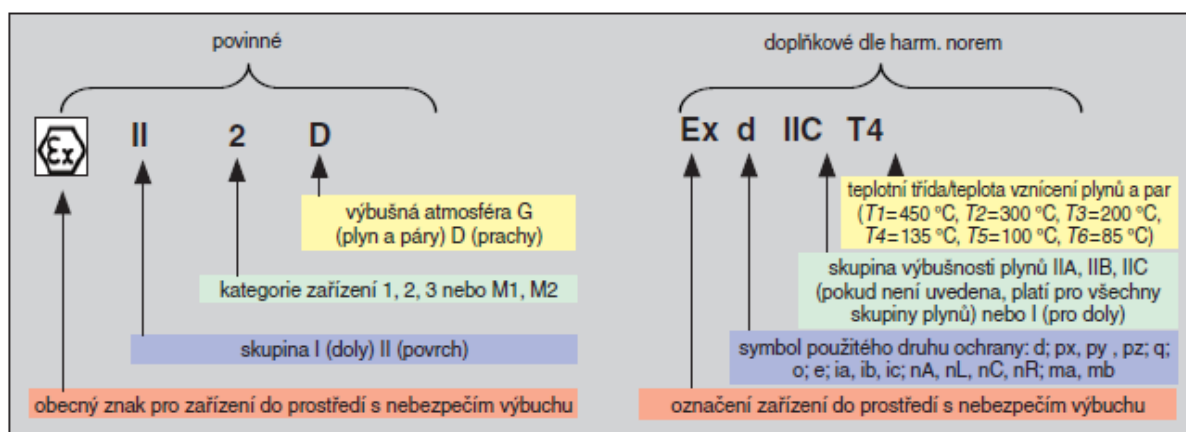 povinné
doplňkové dle harm. norem
Ex II 2 D
Ex d IIC T4
výbušná atmosféra G
(plyn a páry) D (prachy)
kategorie zařízení 1, 2, 3 nebo M1, M2
skupina I (doly) II (povrch)
obecný znak pro zařízení do prostředí s nebezpečím výbuchu
teplotní třída/teplota vznícení plynů a par
(T1=450 °C, T2=300 °C, T3=200 °C,
T4=135 °C, T5=100 °C, T6=85 °C)
skupina výbušnosti plynů IIA, IIB, IIC
(pokud není uvedena, platí pro všechny
skupiny plynů) nebo I (pro doly)
symbol použitého druhu ochrany: d; px, py , pz; q;
o; e; ia, ib, ic; nA, nL, nC, nR; ma, mb
označení zařízení do prostředí s nebezpečím výbuchu